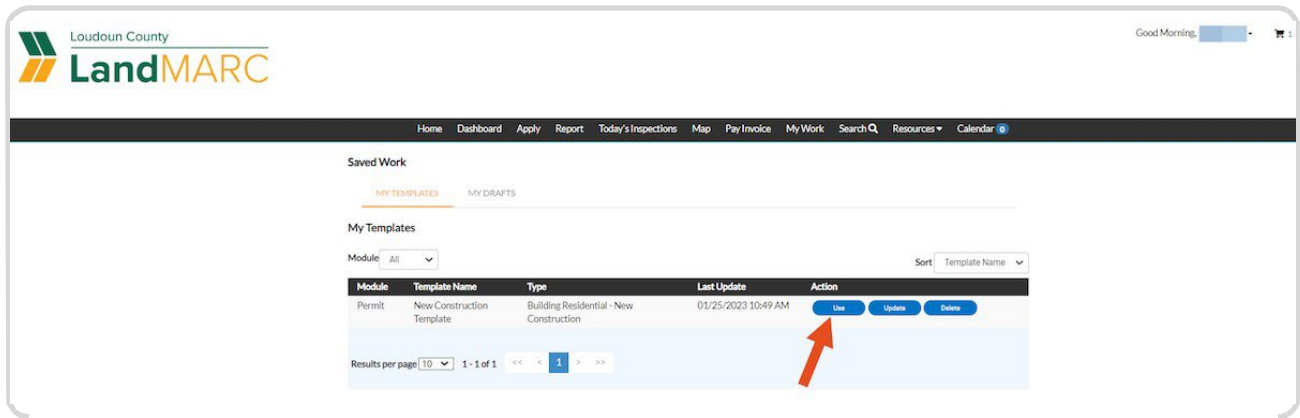 Loudoun County
LandMARC
Good Morning,
1
Home Dashboard Apply Report Today's Inspections Map Pay Invoice My Work Search Resources Calendar 0
Saved Work
MY TEMPLATES MY DRAFTS
My Templates
Module All
Sort Template Name
Module Template Name Type Last Update Action
Permit New Construction Building Residential - New 01/25/2023 10:49 AM Use Update Delete
Template Construction
Results per page 10 1 - 1 of 1 << < 1 > >>